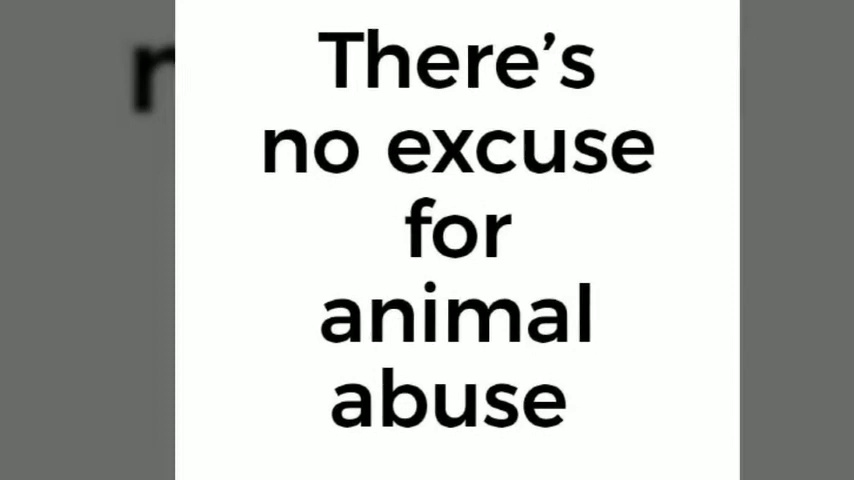 There’s
no excuse
for
animal
abuse